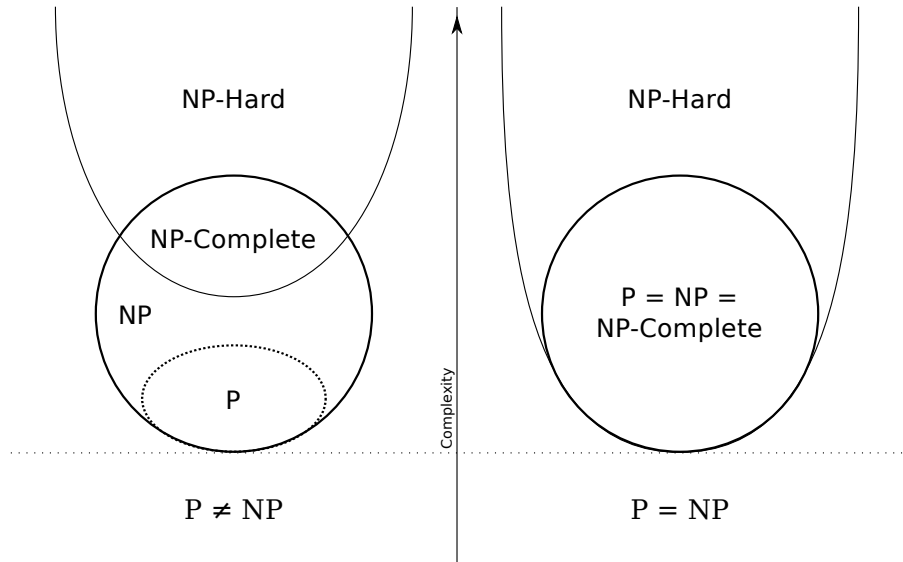 NP-Hard
NP-Complete
NP
P
P ≠ NP
Complexity
NP-Hard
P = NP =
NP-Complete
P = NP